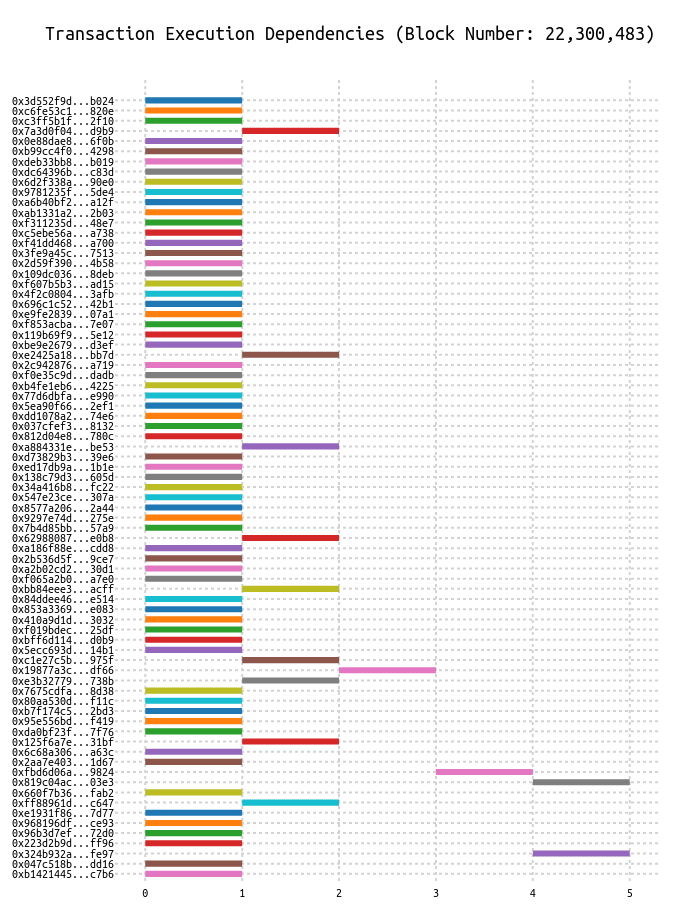 Transaction Execution Dependencies (Block Number: 22,300,483)
0x3d552f9d...b024
0xc6fe53c1...820e
0xc3ff5b1f...2f10
0x7a3d0f04...d9b9
0x0e88dae8...6f0b
0xb99cc4f0...4298
0xdeb33bb8...b019
0xdc64396b...c83d
0x6d2f338a...90e0
0x9781235f...5de4
0xa6b40bf2...a12f
0xab1331a2...2b03
0xf311235d...48e7
0xc5ebe56a...a738
0xf41dd468...a700
0x3fe9a45c...7513
0x2d59f390...4b58
0x109dc036...8deb
0xf607b5b3...ad15
0x4f2c0804...3afb
0x696c1c52...42b1
0xe9fe2839...07a1
0xf853acba...7e07
0x119b69f9...5e12
0xbe9e2679...d3ef
0xe2425a18...bb7d
0x2c942876...a719
0xf0e35c9d...dadb
0xb4fe1eb6...4225
0x77d6dbfa...e990
0x5ea90f66...2ef1
0xdd1078a2...74e6
0x037cfef3...8132
0x812d04e8...780c
0xa884331e...be53
0xd73829b3...39e6
0xed17db9a...1b1e
0x138c79d3...605d
0x34a416b8...fc22
0x547e23ce...307a
0x8577a206...2a44
0x9297e74d...275e
0x7b4d85bb...57a9
0x62988087...e0b8
0xa186f88e...cdd8
0x2b536d5f...9ce7
0xa2b02cd2...30d1
0xf065a2b0...a7e0
0xbb84eee3...acff
0x84ddee46...e514
0x853a3369...e083
0x410a9d1d...3032
0xf019bdec...25df
0xbff6d114...d0b9
0x5ecc693d...14b1
0xc1e27c5b...975f
0x19877a3c...df66
0xe3b32779...738b
0x7675cdfa...8d38
0x80aa530d...f11c
0xb7f174c5...2bd3
0x95e556bd...f419
0xda0bf23f...7f76
0x125f6a7e...31bf
0x6c68a306...a63c
0x2aa7e403...1d67
0xfbd6d06a...9824
0x819c04ac...03e3
0x660f7b36...fab2
0xff88961d...c647
0xe1931f86...7d77
0x968196df...ce93
0x96b3d7ef...72d0
0x223d2b9d...ff96
0x324b932a...fe97
0x047c518b...dd16
0xb1421445...c7b6
0 1 2 3 4 5